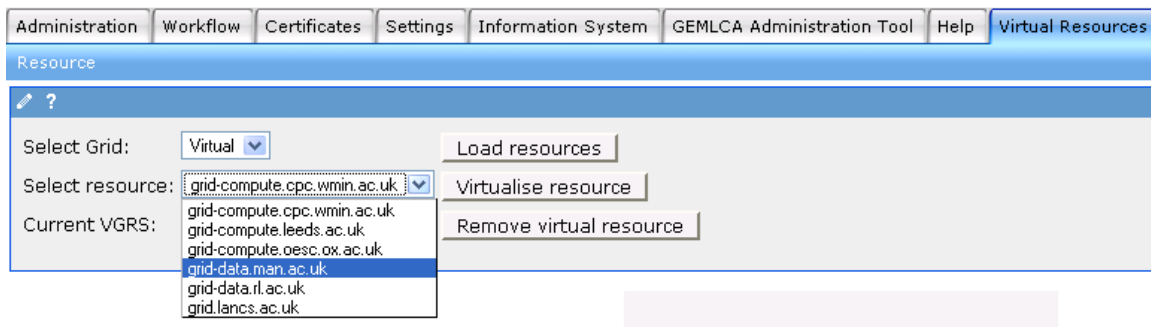 Administration Workflow Certificates Settings Information System GEMLCA Administration Tool Help Virtual Resources
Resource
?
Select Grid: Virtual Load resources
Select resource: grid-compute.cpc.wmin.ac.uk Virtualise resource
grid-compute.cpc.wmin.ac.uk
Current VGRS: grid-compute.leeds.ac.uk Remove virtual resource
grid-compute.oesc.ox.ac.uk
grid-data.man.ac.uk
grid-data.rl.ac.uk
grid.lancs.ac.uk